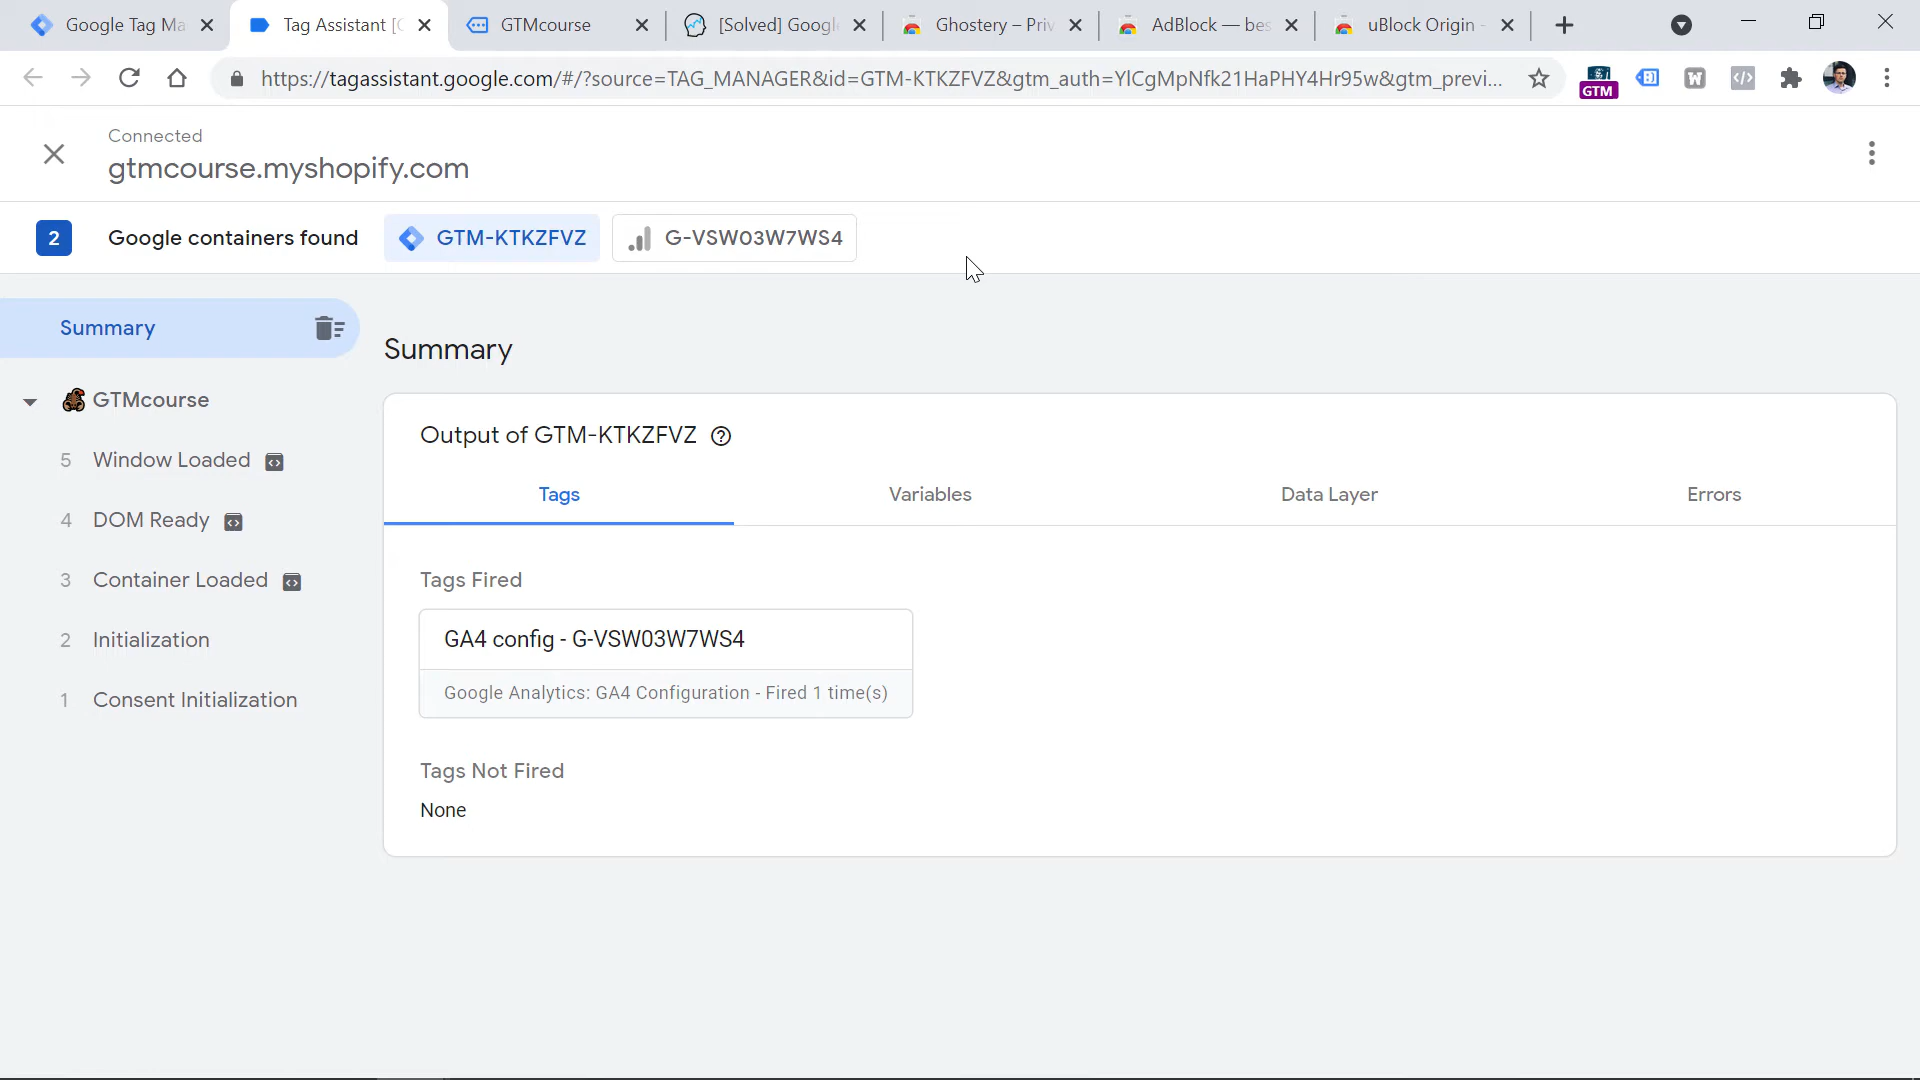 Google Tag Ma
Tag Assistant [C
GTMcourse
[Solved] Googl
Ghostery – Priv
AdBlock — bes
uBlock Origin -
https://tagassistant.google.com/#/?source=TAG_MANAGER&id=GTM-KTKZFVZ&gtm_auth=YlCgMpNfk21HaPHY4Hr95w&gtm_previ...
GTM
W
Connected
gtmcourse.myshopify.com
2 Google containers found GTM-KTKZFVZ G-VSW03W7WS4
Summary
GTMcourse
5 Window Loaded
4 DOM Ready
3 Container Loaded
2 Initialization
1 Consent Initialization
Summary
Output of GTM-KTKZFVZ
Tags Variables Data Layer Errors
Tags Fired
GA4 config - G-VSW03W7WS4
Google Analytics: GA4 Configuration - Fired 1 time(s)
Tags Not Fired
None